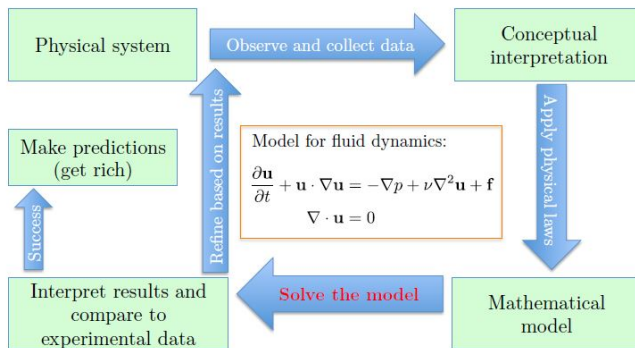 Physical system
Observe and collect data
Conceptual
interpretation
Apply physical laws
Make predictions
(get rich)
Refine based on results
Model for fluid dynamics:
∂u/∂t + u · ∇u = −∇p + ν∇²u + f
∇ · u = 0
Success
Interpret results and
compare to
experimental data
Solve the model
Mathematical
model